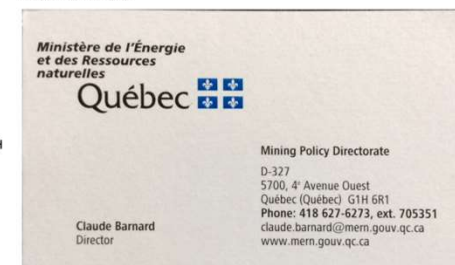 Ministère de l'Énergie
et des Ressources
naturelles
Québec
Mining Policy Directorate
D-327
5700, 4e Avenue Ouest
Québec (Québec) G1H 6R1
Phone: 418 627-6273, ext. 705351
claude.barnard@mern.gouv.qc.ca
www.mern.gouv.qc.ca
Claude Barnard
Director